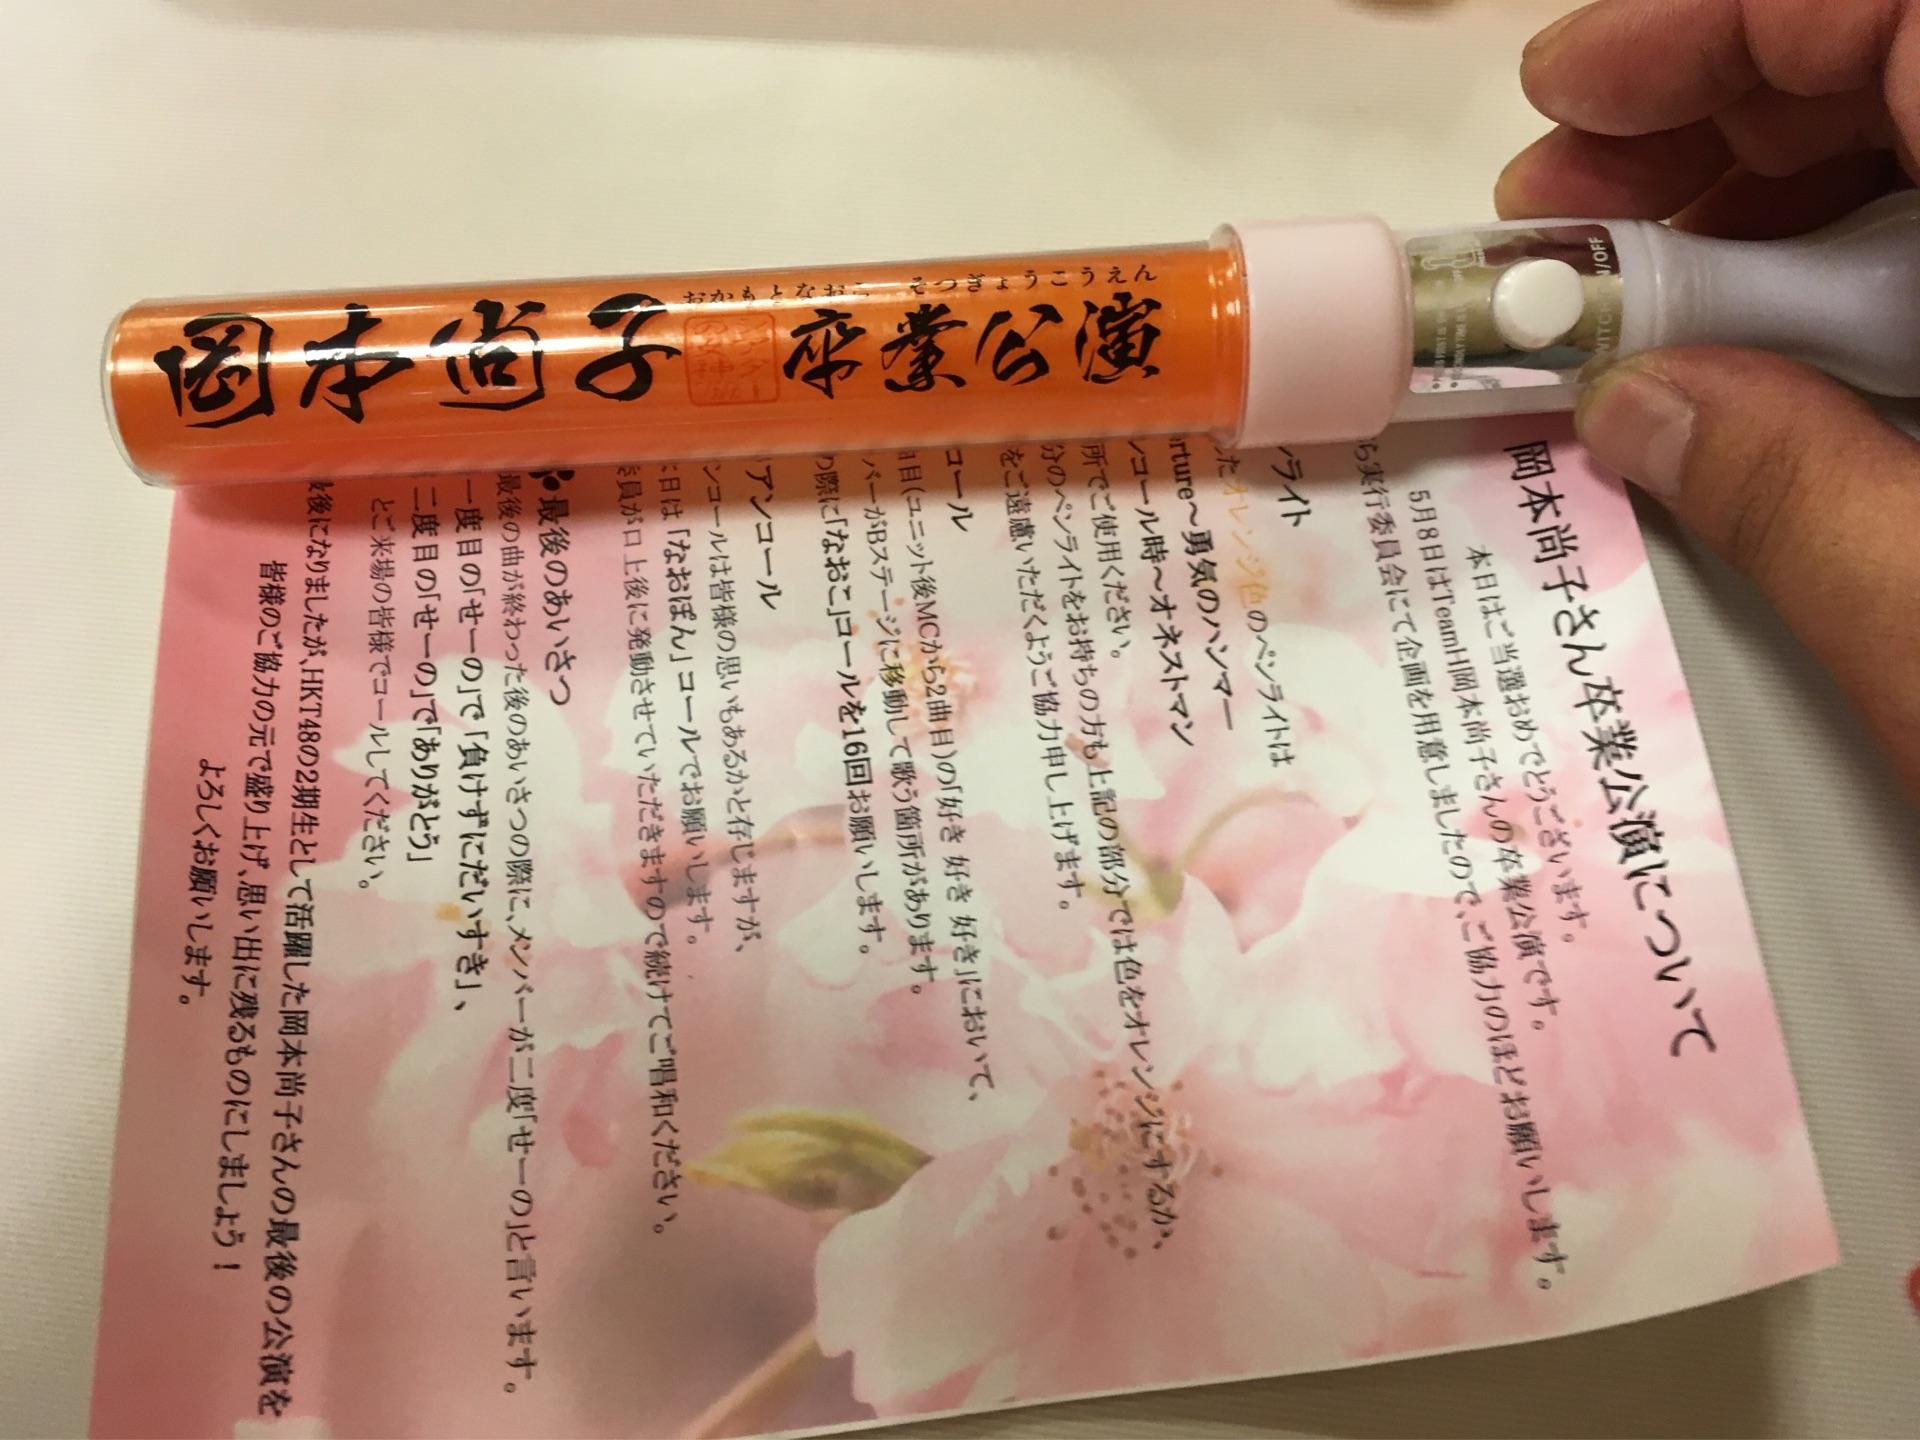 岡本尚子 卒業公演
おかもとなおこ そつぎょうこうえん
SWITCH ON/OFF
岡本尚子さん卒業公演について
本日はご当選おめでとうございます。
5月8日はTeamH岡本尚子さんの卒業公演です。
ら実行委員会にて企画を用意しましたので、ご協力のほどお願いします。
ンライト
たオレンジ色のペンライトは
rture～勇気のハンマー
ンコール時～オネストマン
所でご使用ください。
分のペンライトをお持ちの方も上記の部分では色をオレンジにするか、
をご遠慮いただくようご協力申し上げます。
コール
曲目(ユニット後MCから2曲目)の「好き 好き 好き」において、
バーがBステージに移動して歌う箇所があります。
の際に「なおこ」コールを16回お願いします。
アンコール
ンコールは皆様の思いもあるかと存じますが、
日は「なおぽん」コールでお願いします。
員が口上後に発動させていただきますので続けてご唱和ください。
最後のあいさつ
最後の曲が終わった後のあいさつの際に、メンバーが二度「せーの」と言います。
一度目の「せーの」で「負けずにだいすき」、
二度目の「せーの」で「ありがとう」
とご来場の皆様でコールしてください。
後になりましたが、HKT48の2期生として活躍した岡本尚子さんの最後の公演を
皆様のご協力の元で盛り上げ、思い出に残るものにしましょう！
よろしくお願いします。